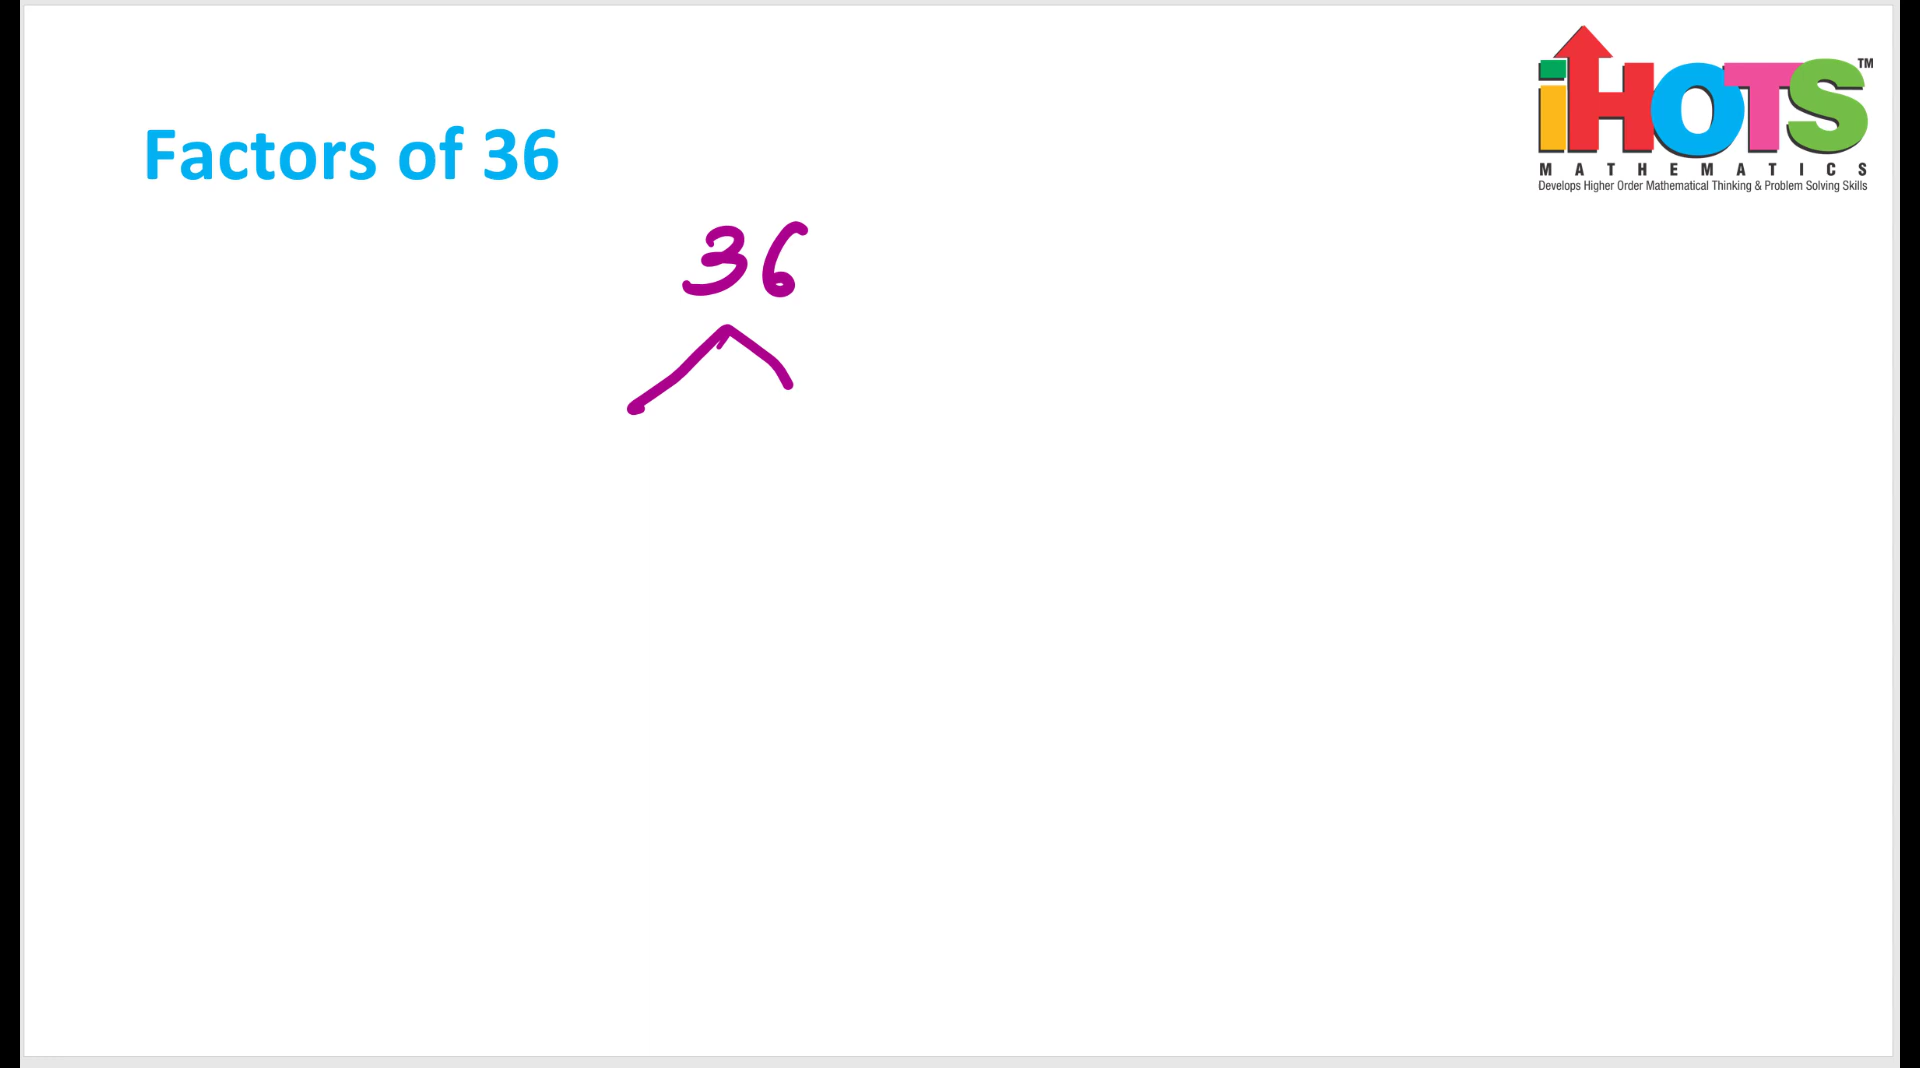 iHOTS™
MATHEMATICS
Develops Higher Order Mathematical Thinking & Problem Solving Skills
Factors of 36
36